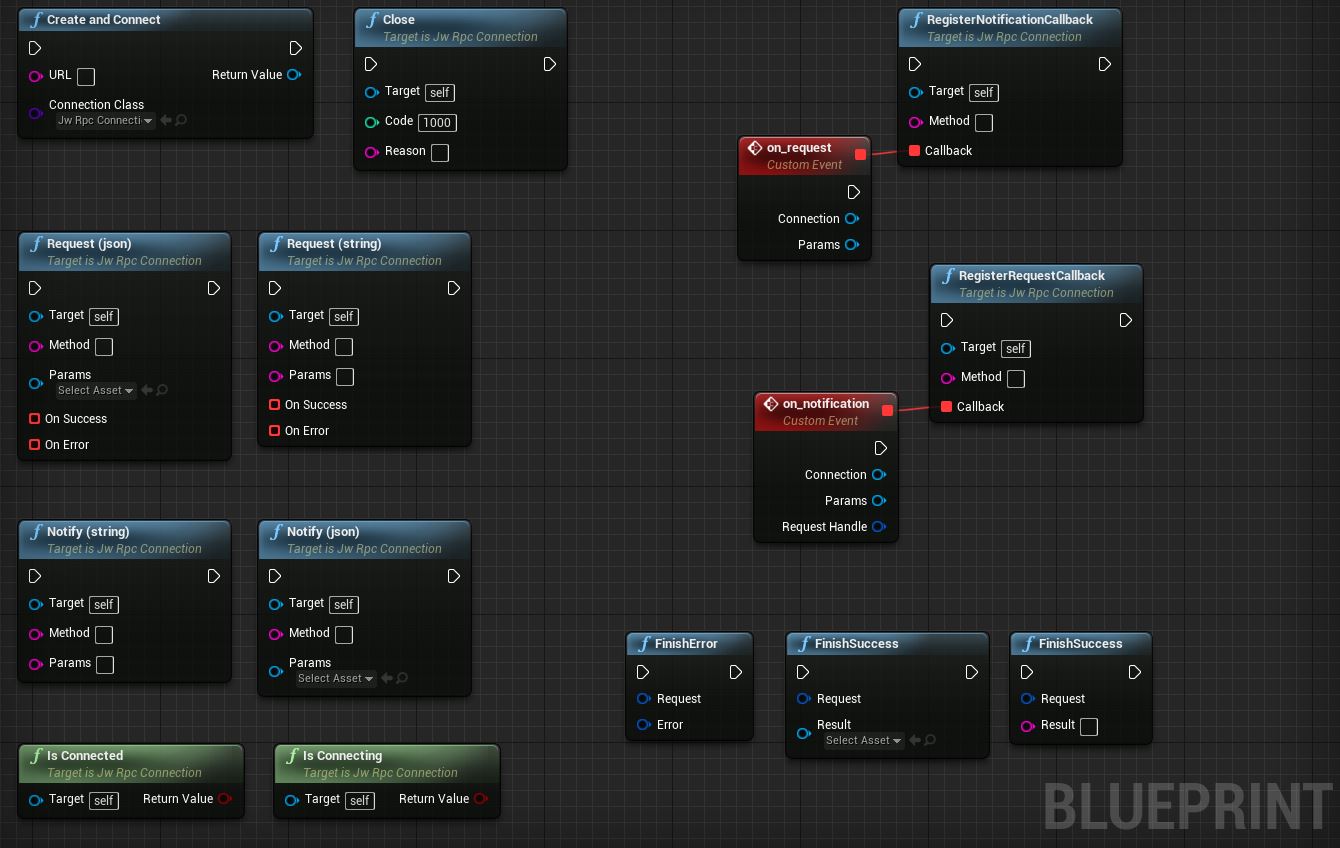 Create and Connect
URL
Return Value
Connection Class
Jw Rpc Connecti
Close
Target is Jw Rpc Connection
Target self
Code 1000
Reason
RegisterNotificationCallback
Target is Jw Rpc Connection
Target self
Method
Callback
on_request
Custom Event
Connection
Params
Request (json)
Target is Jw Rpc Connection
Target self
Method
Params
Select Asset
On Success
On Error
Request (string)
Target is Jw Rpc Connection
Target self
Method
Params
On Success
On Error
RegisterRequestCallback
Target is Jw Rpc Connection
Target self
Method
Callback
on_notification
Custom Event
Connection
Params
Request Handle
Notify (string)
Target is Jw Rpc Connection
Target self
Method
Params
Notify (json)
Target is Jw Rpc Connection
Target self
Method
Params
Select Asset
FinishError
Request
Error
FinishSuccess
Request
Result
Select Asset
FinishSuccess
Request
Result
Is Connected
Target is Jw Rpc Connection
Target self Return Value
Is Connecting
Target is Jw Rpc Connection
Target self Return Value
BLUEPRINT